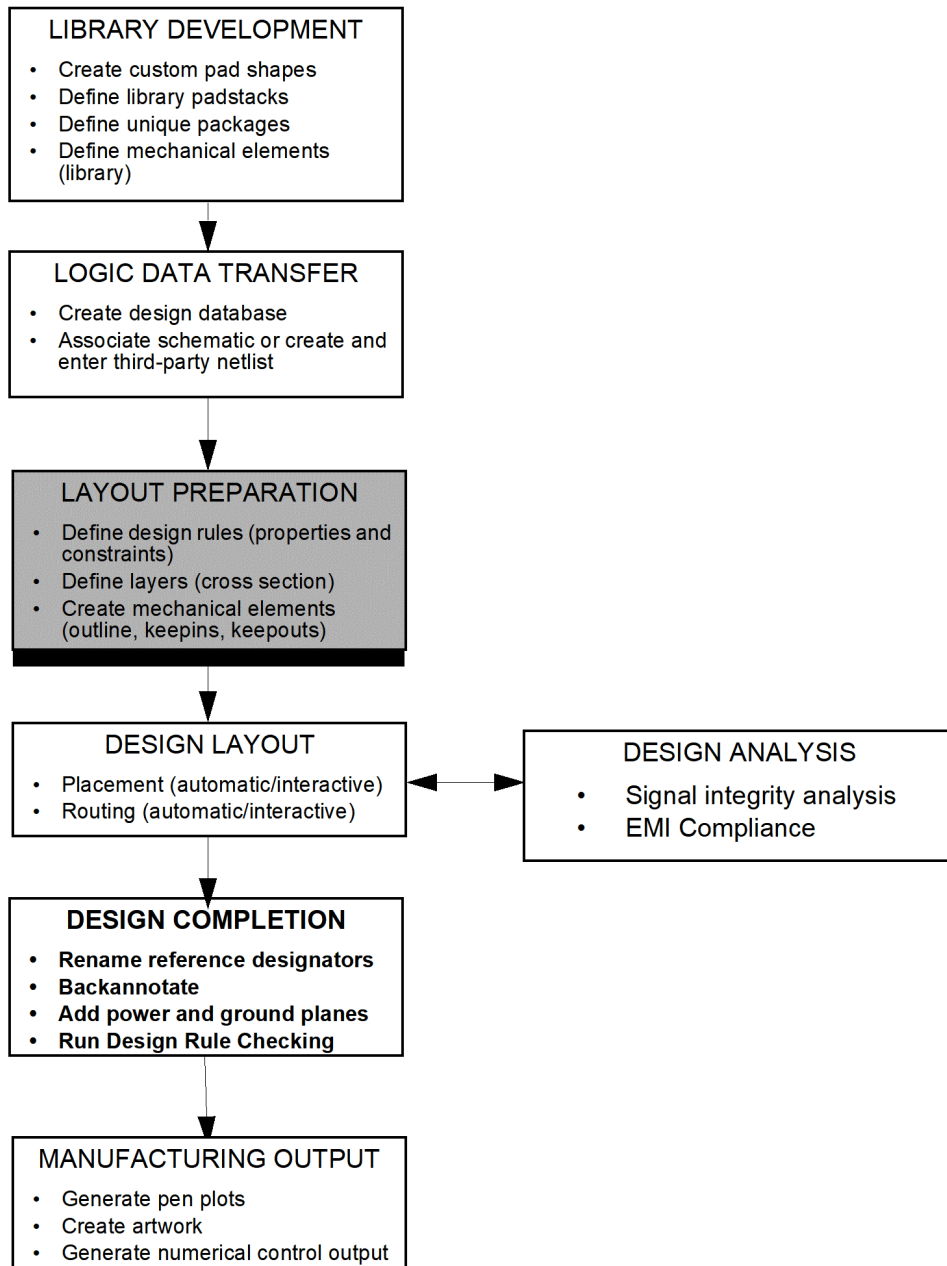 LIBRARY DEVELOPMENT
• Create custom pad shapes
• Define library padstacks
• Define unique packages
• Define mechanical elements
(library)
LOGIC DATA TRANSFER
• Create design database
• Associate schematic or create and
enter third-party netlist
LAYOUT PREPARATION
• Define design rules (properties and
constraints)
• Define layers (cross section)
• Create mechanical elements
(outline, keepins, keepouts)
DESIGN LAYOUT
• Placement (automatic/interactive)
• Routing (automatic/interactive)
DESIGN ANALYSIS
• Signal integrity analysis
• EMI Compliance
DESIGN COMPLETION
• Rename reference designators
• Backannotate
• Add power and ground planes
• Run Design Rule Checking
MANUFACTURING OUTPUT
• Generate pen plots
• Create artwork
• Generate numerical control output